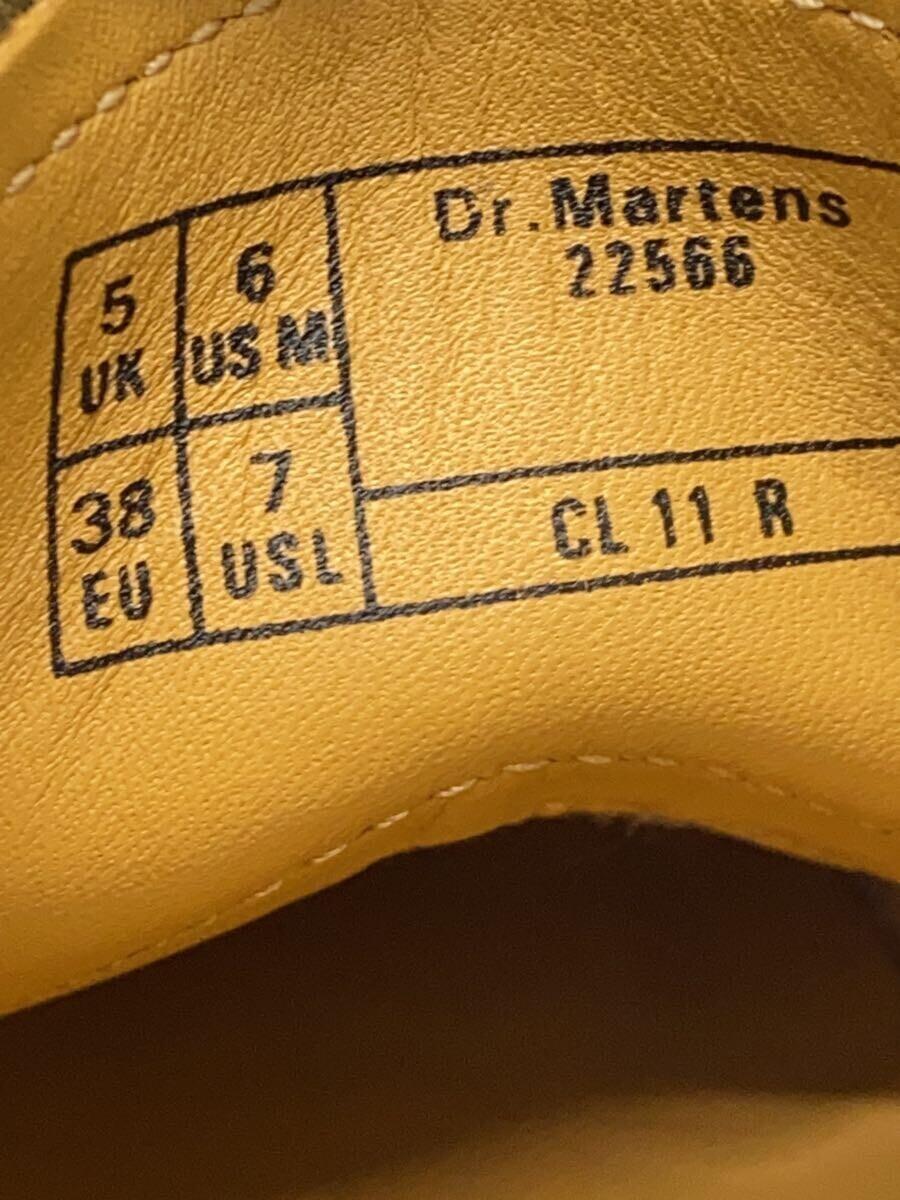 5
UK
6
US M
38
EU
7
USL
Dr.Martens
22566
CL 11 R